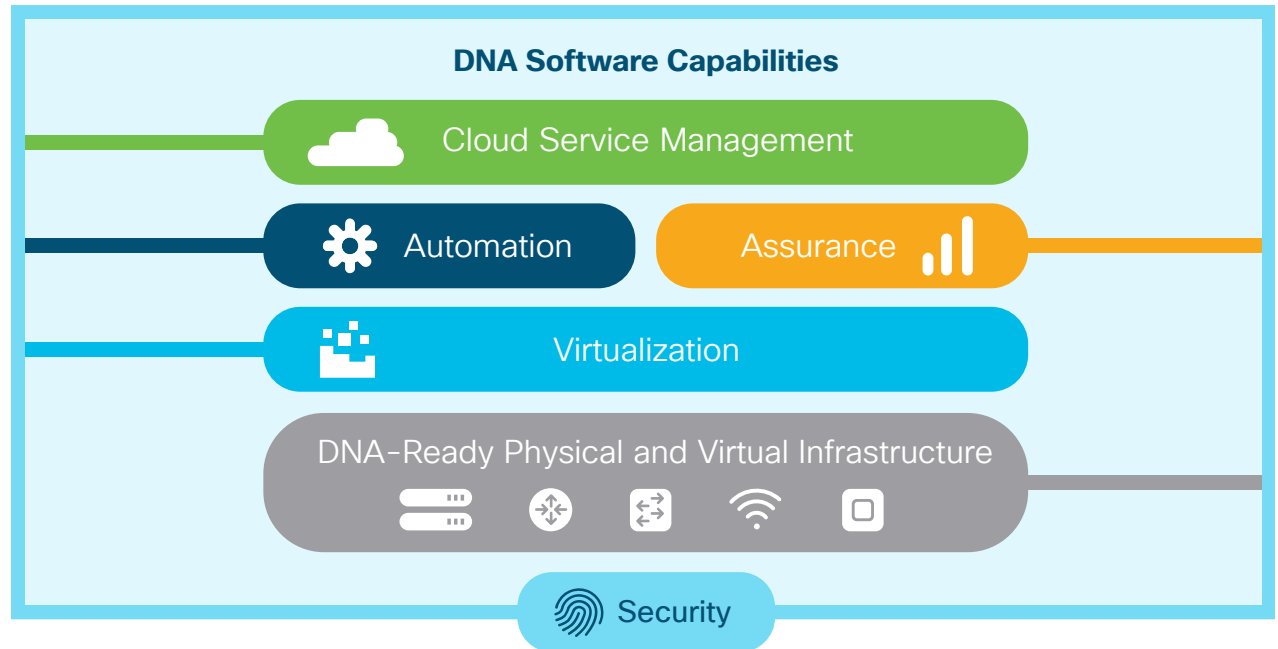 DNA Software Capabilities
Cloud Service Management
Automation
Assurance
Virtualization
DNA-Ready Physical and Virtual Infrastructure
Security